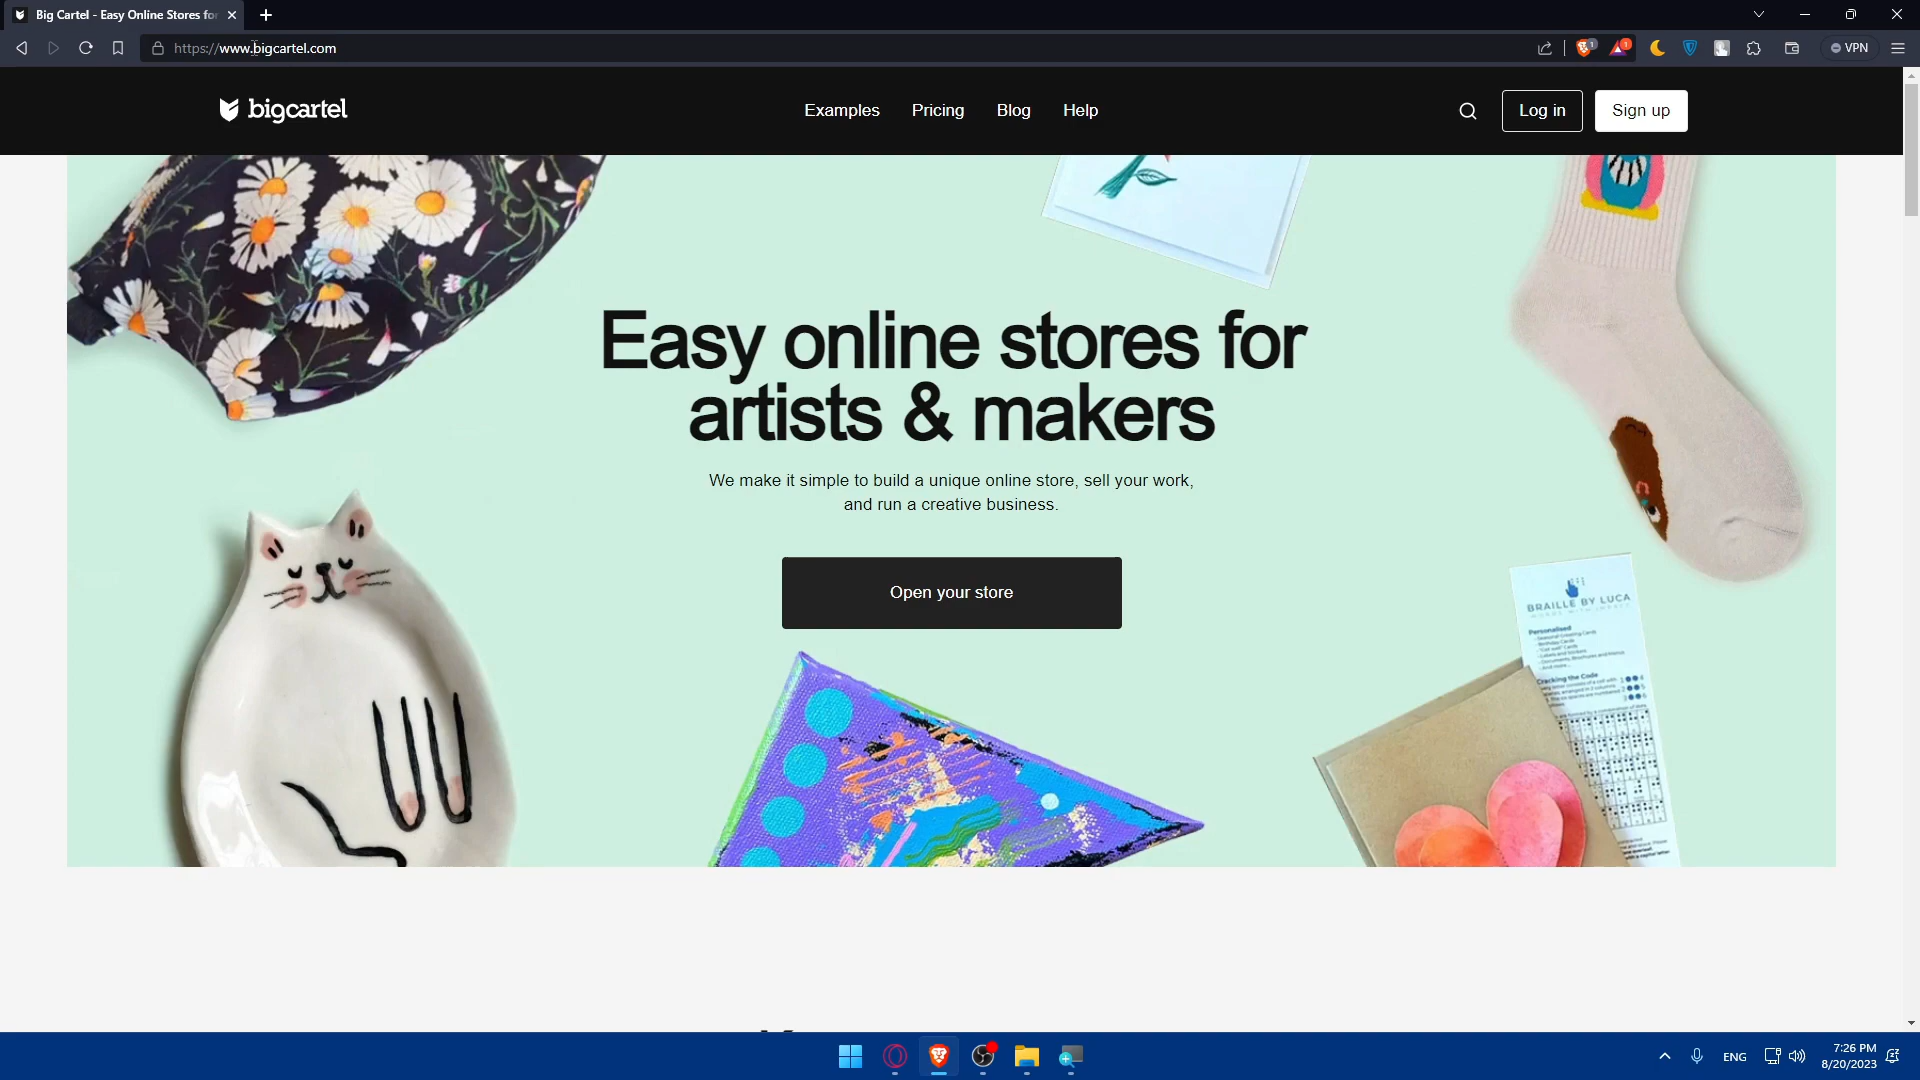 Big Cartel - Easy Online Stores for
https://www.bigcartel.com
1
1
VPN
bigcartel
Examples
Pricing
Blog
Help
Log in
Sign up
Easy online stores for
artists & makers
We make it simple to build a unique online store, sell your work,
and run a creative business.
Open your store
BRAILLE BY LUCA
Personalised
Cracking the Code
ENG
7:26 PM
8/20/2023